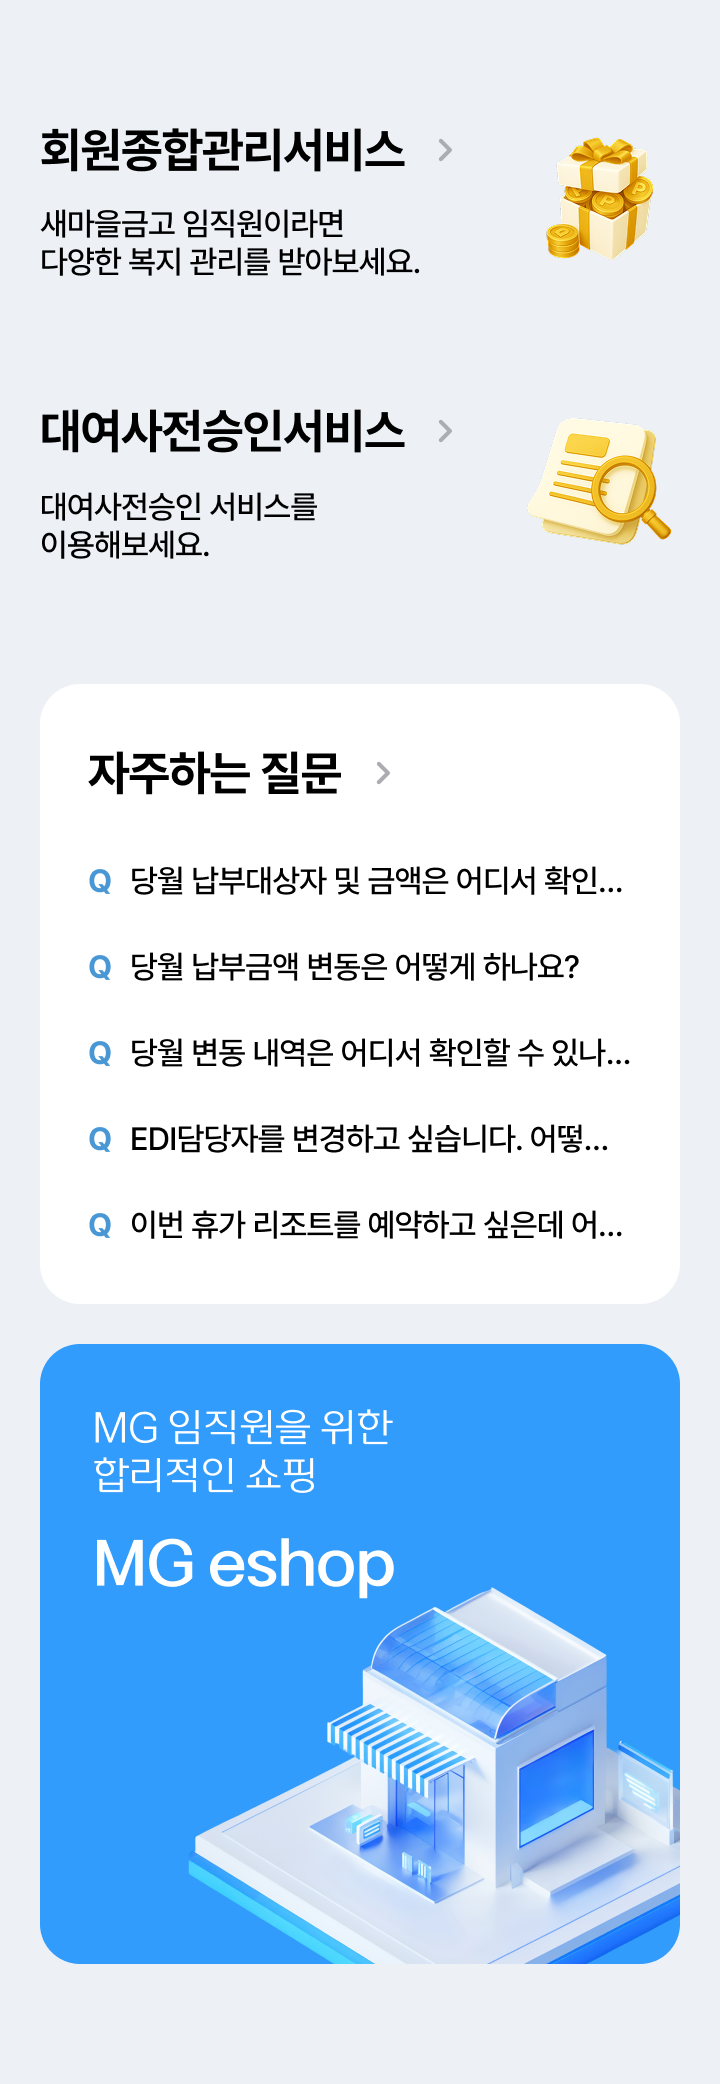 회원종합관리서비스
새마을금고 임직원이라면
다양한 복지 관리를 받아보세요.
대여사전승인서비스
대여사전승인 서비스를
이용해보세요.
자주하는 질문
Q 당월 납부대상자 및 금액은 어디서 확인...
Q 당월 납부금액 변동은 어떻게 하나요?
Q 당월 변동 내역은 어디서 확인할 수 있나...
Q EDI담당자를 변경하고 싶습니다. 어떻...
Q 이번 휴가 리조트를 예약하고 싶은데 어...
MG 임직원을 위한
합리적인 쇼핑
MG eshop